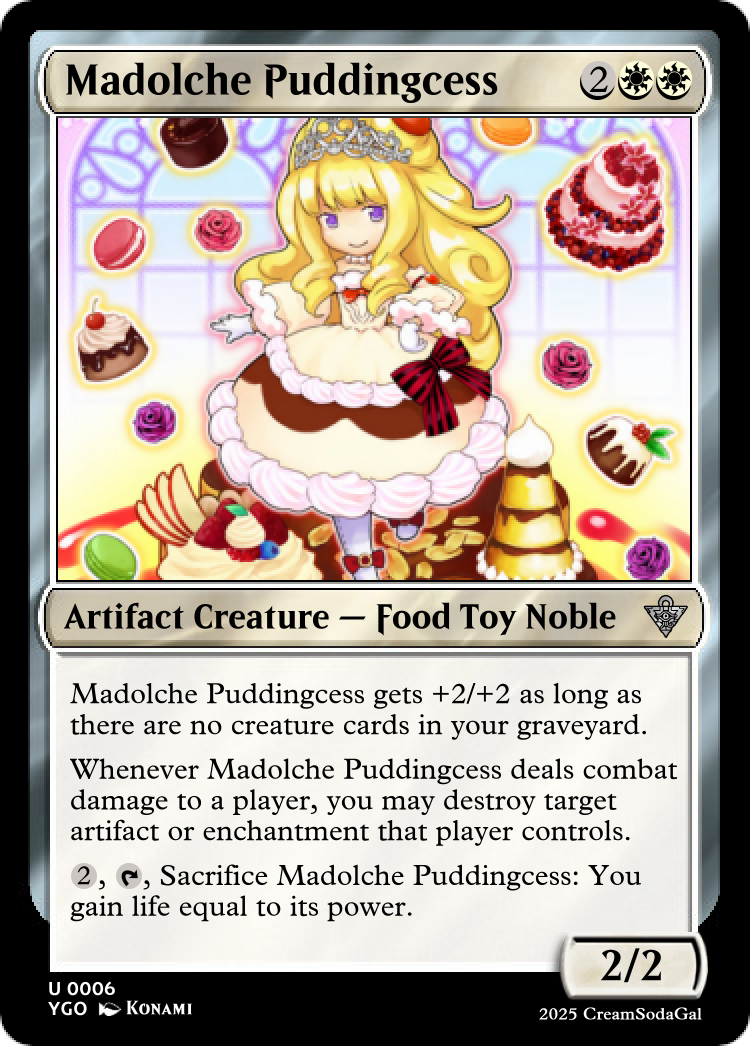 Madolche Puddingcess 2
Artifact Creature — Food Toy Noble
Madolche Puddingcess gets +2/+2 as long as
there are no creature cards in your graveyard.
Whenever Madolche Puddingcess deals combat
damage to a player, you may destroy target
artifact or enchantment that player controls.
2, , Sacrifice Madolche Puddingcess: You
gain life equal to its power.
2/2
U 0006
YGO KONAMI
2025 CreamSodaGal